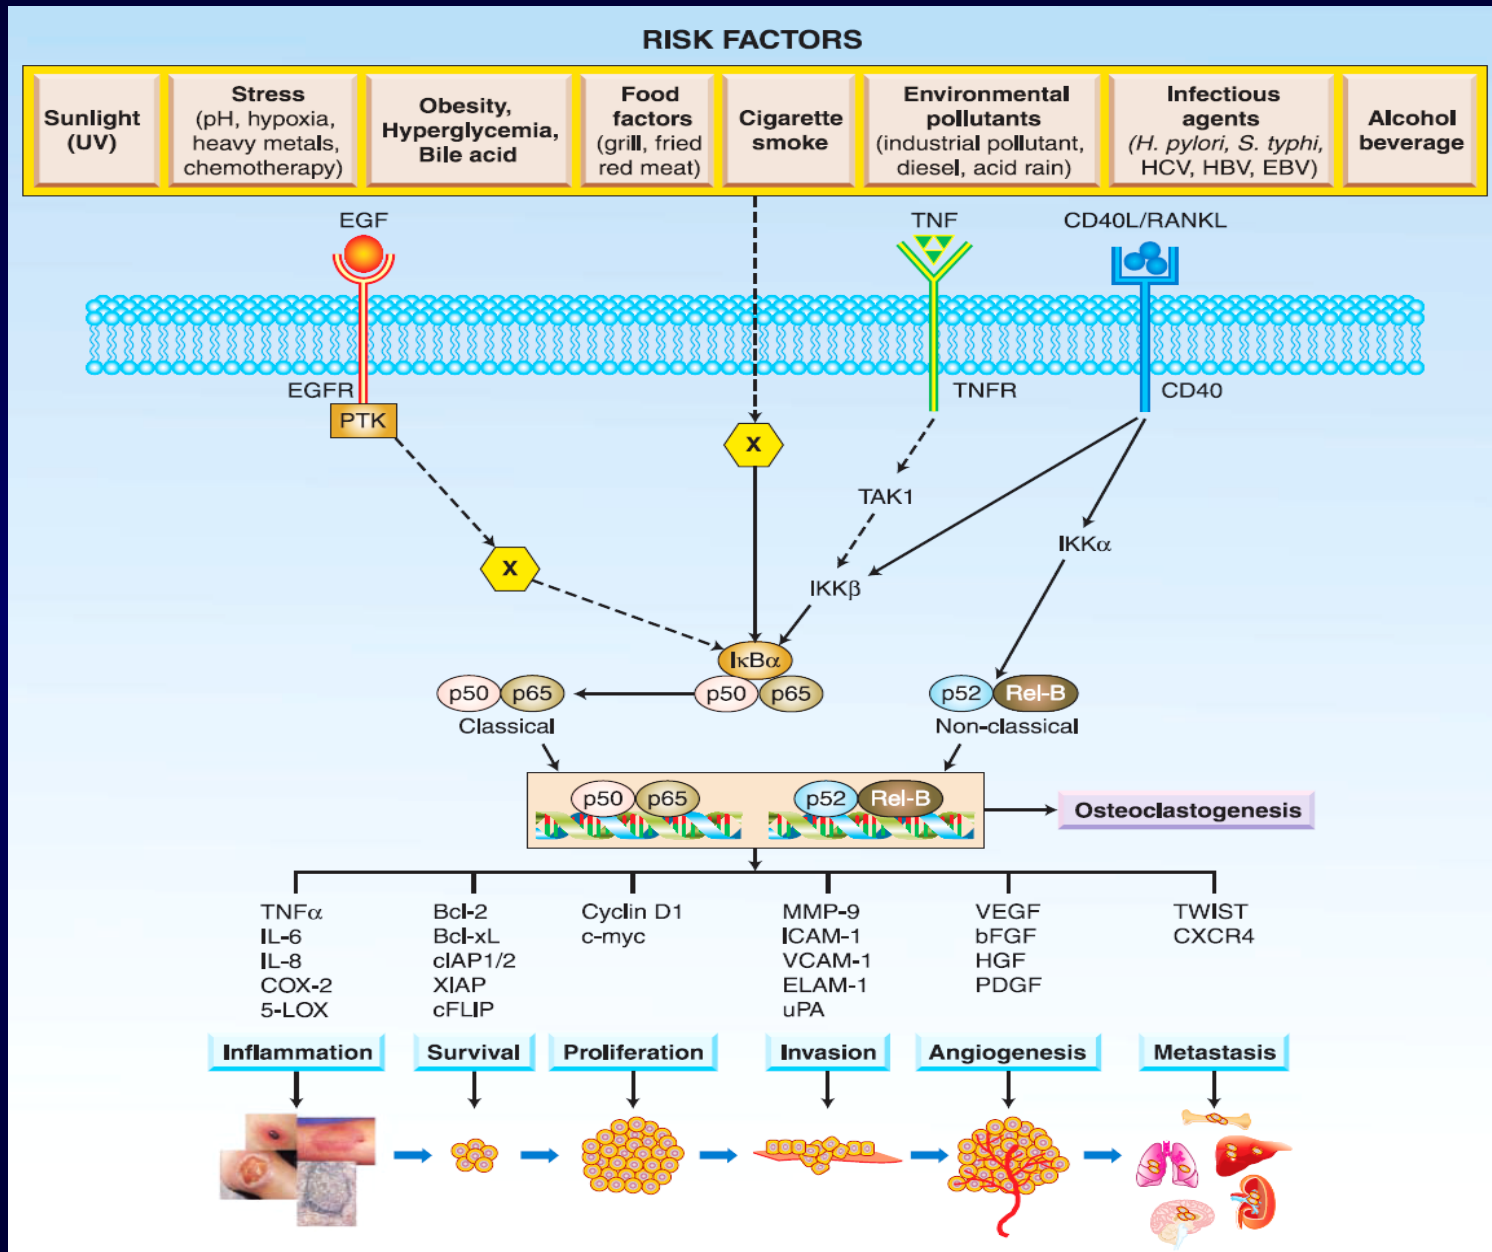 RISK FACTORS
Sunlight
(UV)
Stress
(pH, hypoxia,
heavy metals,
chemotherapy)
Obesity,
Hyperglycemia,
Bile acid
Food
factors
(grill, fried
red meat)
Cigarette
smoke
Environmental
pollutants
(industrial pollutant,
diesel, acid rain)
Infectious
agents
(H. pylori, S. typhi,
HCV, HBV, EBV)
Alcohol
beverage
EGF
TNF
CD40L/RANKL
EGFR
PTK
TNFR
CD40
X
TAK1
IKKα
X
IKKβ
IκBα
p50 p65
Classical
p50 p65
p52 Rel-B
Non-classical
p50 p65
p52 Rel-B
Osteoclastogenesis
TNFα
IL-6
IL-8
COX-2
5-LOX
Bcl-2
Bcl-xL
cIAP1/2
XIAP
cFLIP
Cyclin D1
c-myc
MMP-9
ICAM-1
VCAM-1
ELAM-1
uPA
VEGF
bFGF
HGF
PDGF
TWIST
CXCR4
Inflammation
Survival
Proliferation
Invasion
Angiogenesis
Metastasis